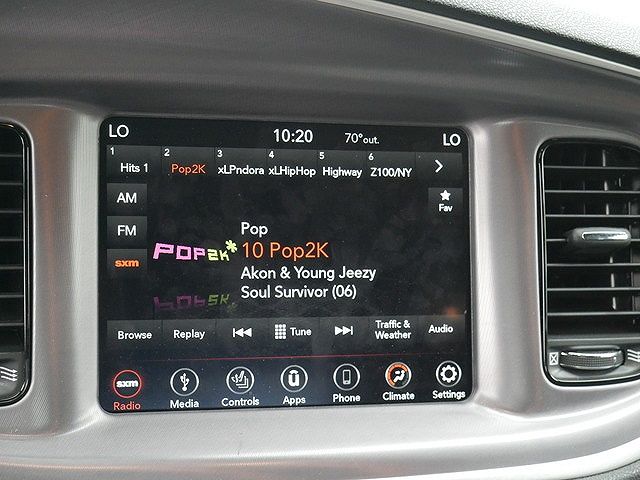 LO 10:20 70°out. LO
1 2 3 4 5 6
Hits 1 Pop2K xLPndora xLHipHop Highway Z100/NY
AM
Fav
FM
sxm
POP2K*
Pop
10 Pop2K
Akon & Young Jeezy
Soul Survivor (06)
Browse Replay Tune Traffic & Weather Audio
sxm
Radio Media Controls Apps Phone Climate Settings